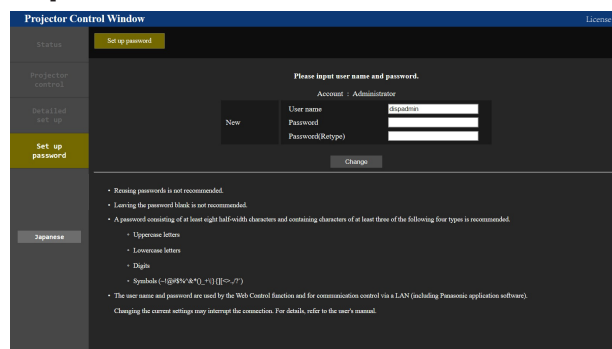 Projector Control Window
License
Status
Set up password
Projector
control
Please input user name and password.
Account : Administrator
Detailed
set up
New
User name
dispadmin
Password
Password(Retype)
Set up
password
Change
• Reusing passwords is not recommended.
• Leaving the password blank is not recommended.
• A password consisting of at least eight half-width characters and containing characters of at least three of the following four types is recommended.
• Uppercase letters
• Lowercase letters
Japanese
• Digits
• Symbols
• The user name and password are used by the Web Control function and for communication control via a LAN (including Panasonic application software).
Changing the current settings may interrupt the connection. For details, refer to the user's manual.